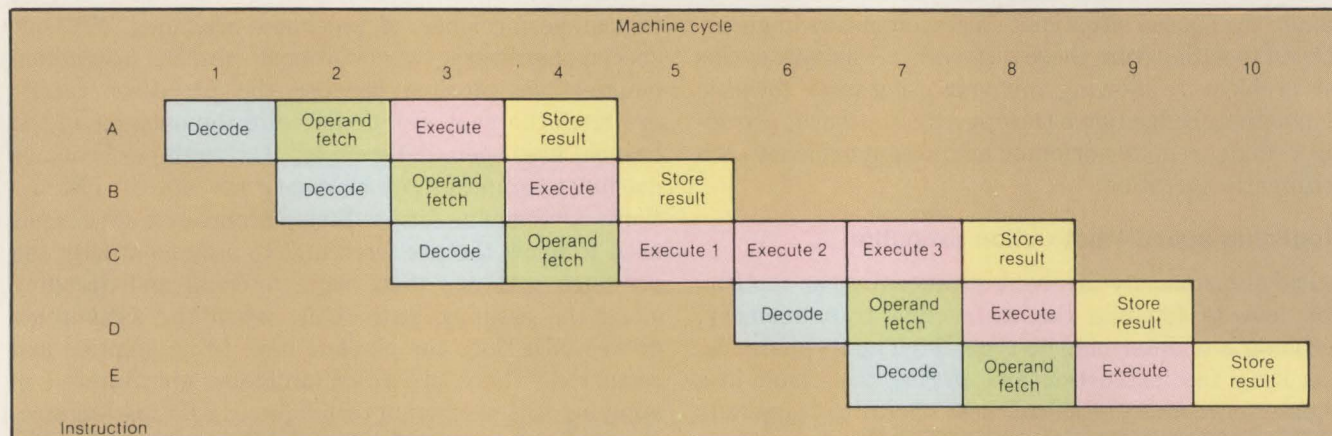 Machine cycle
1 2 3 4 5 6 7 8 9 10
A Decode Operand fetch Execute Store result
B Decode Operand fetch Execute Store result
C Decode Operand fetch Execute 1 Execute 2 Execute 3 Store result
D Decode Operand fetch Execute Store result
E Decode Operand fetch Execute Store result
Instruction